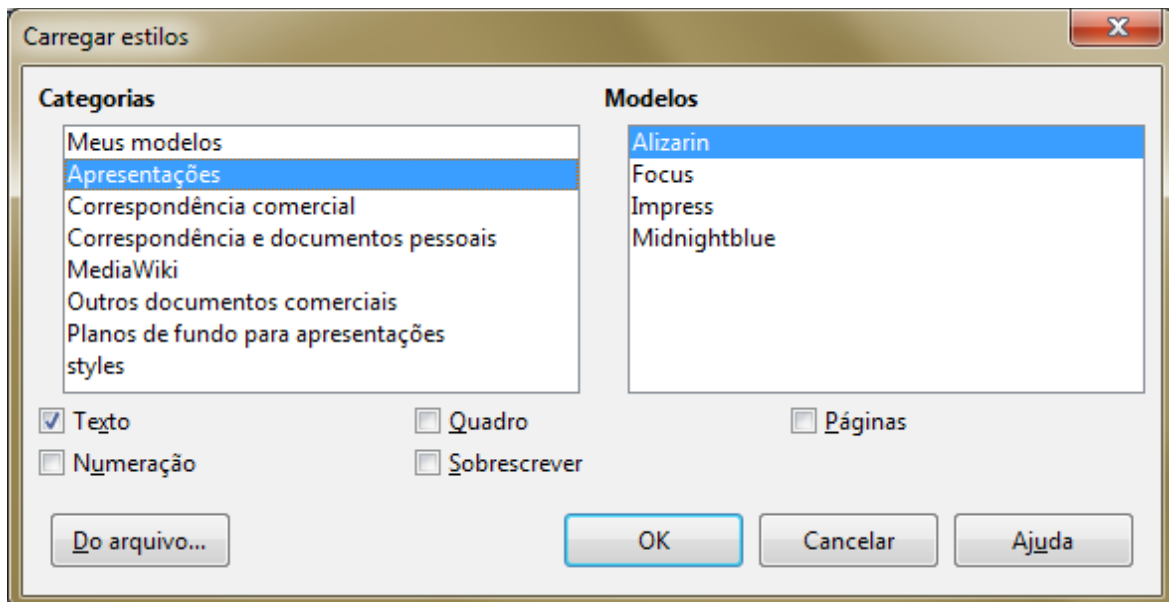 Carregar estilos
Categorias
Modelos
Meus modelos
Apresentações
Correspondência comercial
Correspondência e documentos pessoais
MediaWiki
Outros documentos comerciais
Planos de fundo para apresentações
styles
Alizarin
Focus
Impress
Midnightblue
Texto
Quadro
Páginas
Numeração
Sobrescrever
Do arquivo...
OK
Cancelar
Ajuda